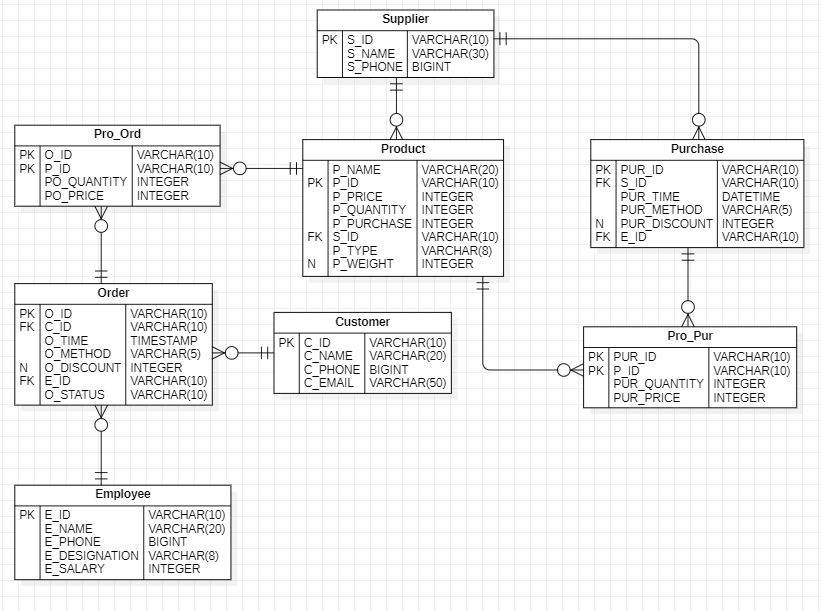 Supplier
PK S_ID VARCHAR(10)
S_NAME VARCHAR(30)
S_PHONE BIGINT
Pro_Ord
PK O_ID VARCHAR(10)
PK P_ID VARCHAR(10)
PO_QUANTITY INTEGER
PO_PRICE INTEGER
Product
P_NAME VARCHAR(20)
PK P_ID VARCHAR(10)
P_PRICE INTEGER
P_QUANTITY INTEGER
P_PURCHASE INTEGER
FK S_ID VARCHAR(10)
P_TYPE VARCHAR(8)
N P_WEIGHT INTEGER
Purchase
PK PUR_ID VARCHAR(10)
FK S_ID VARCHAR(10)
PUR_TIME DATETIME
PUR_METHOD VARCHAR(5)
N PUR_DISCOUNT INTEGER
FK E_ID VARCHAR(10)
Order
PK O_ID VARCHAR(10)
FK C_ID VARCHAR(10)
O_TIME TIMESTAMP
O_METHOD VARCHAR(5)
N O_DISCOUNT INTEGER
FK E_ID VARCHAR(10)
O_STATUS VARCHAR(10)
Customer
PK C_ID VARCHAR(10)
C_NAME VARCHAR(20)
C_PHONE BIGINT
C_EMAIL VARCHAR(50)
Pro_Pur
PK PUR_ID VARCHAR(10)
PK P_ID VARCHAR(10)
PUR_QUANTITY INTEGER
PUR_PRICE INTEGER
Employee
PK E_ID VARCHAR(10)
E_NAME VARCHAR(20)
E_PHONE BIGINT
E_DESIGNATION VARCHAR(8)
E_SALARY INTEGER